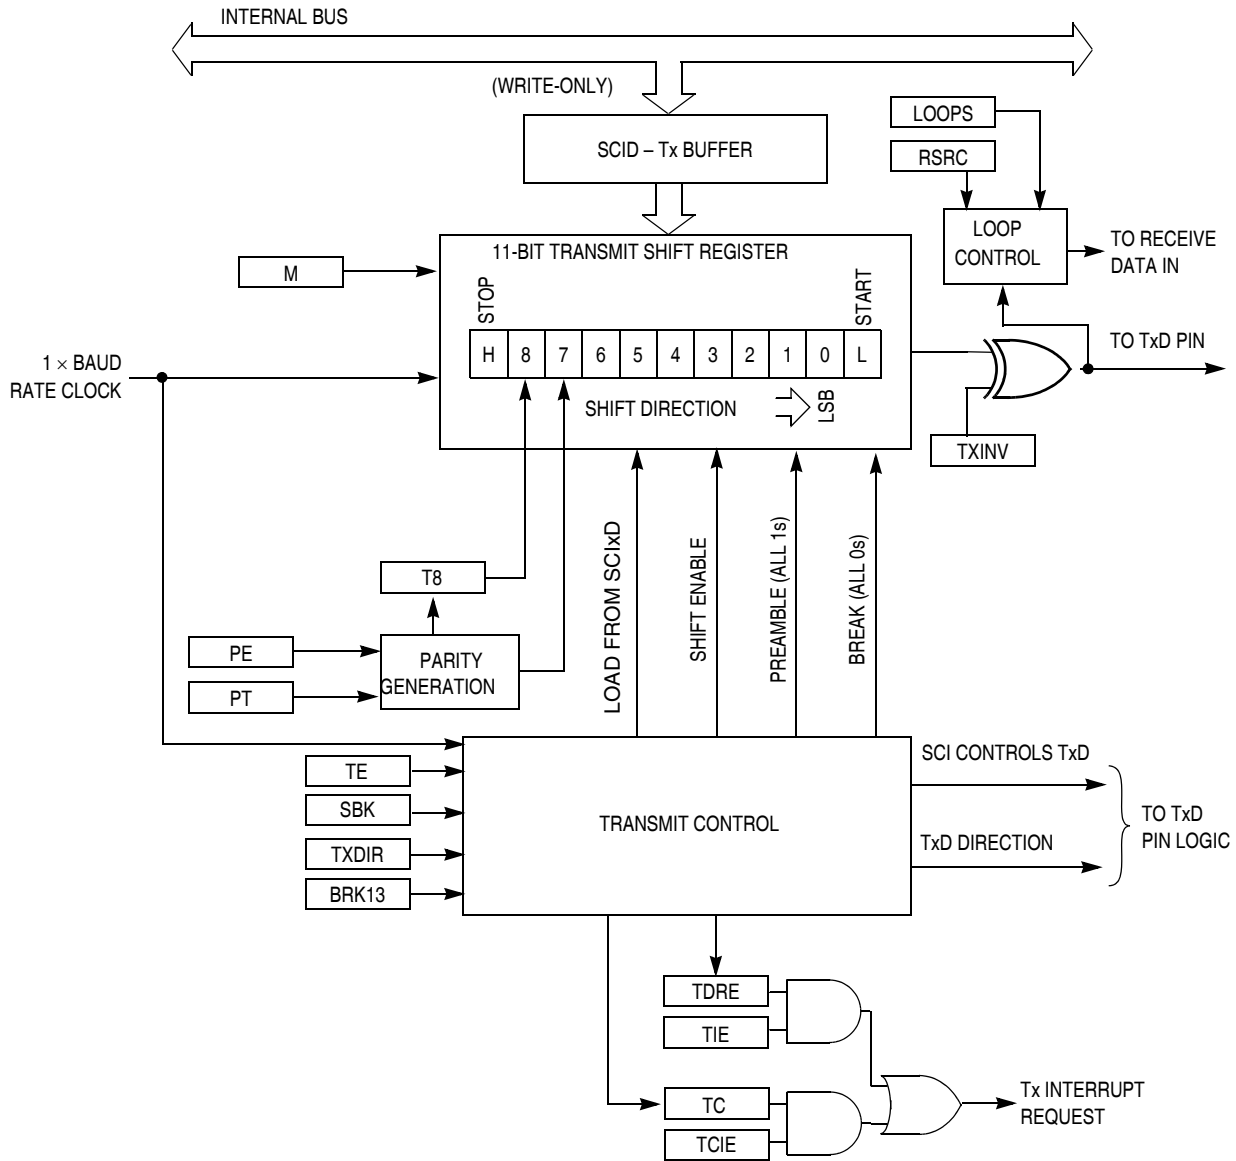 INTERNAL BUS
(WRITE-ONLY)
SCID – Tx BUFFER
LOOPS
RSRC
LOOP
CONTROL
TO RECEIVE
DATA IN
11-BIT TRANSMIT SHIFT REGISTER
M
STOP
START
H 8 7 6 5 4 3 2 1 0 L
1 × BAUD
RATE CLOCK
SHIFT DIRECTION
LSB
TO TxD PIN
TXINV
LOAD FROM SCIxD
SHIFT ENABLE
PREAMBLE (ALL 1s)
BREAK (ALL 0s)
T8
PE
PT
PARITY
GENERATION
TE
SBK
TXDIR
BRK13
TRANSMIT CONTROL
SCI CONTROLS TxD
TxD DIRECTION
TO TxD
PIN LOGIC
TDRE
TIE
TC
TCIE
Tx INTERRUPT
REQUEST